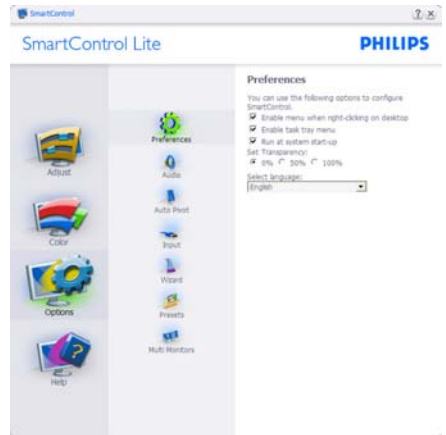 SmartControl
? x
SmartControl Lite
PHILIPS
Adjust
Color
Options
Help
Preferences
Audio
Auto Pivot
Input
Wizard
Presets
Multi Monitors
Preferences
You can use the following options to configure
SmartControl.
Enable menu when right-clicking on desktop
Enable task tray menu
Run at system start-up
Set Transparency:
0% 50% 100%
Select language:
English